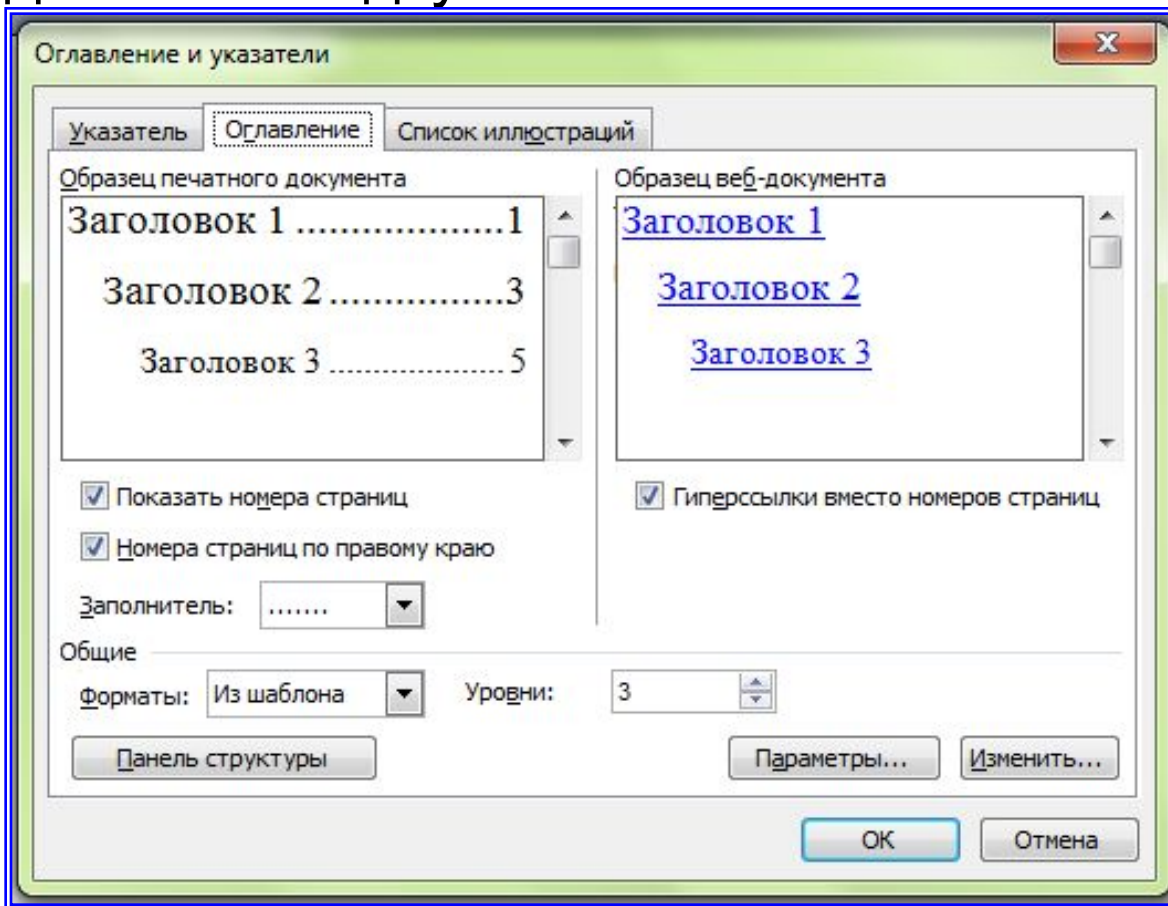 Оглавление и указатели
Указатель Оглавление Список иллюстраций
Образец печатного документа
Заголовок 1 ...................1
Заголовок 2 ................3
Заголовок 3 ..................... 5
Образец веб-документа
Заголовок 1
Заголовок 2
Заголовок 3
Показать номера страниц
Номера страниц по правому краю
Заполнитель: .......
Гиперссылки вместо номеров страниц
Общие
Форматы: Из шаблона Уровни: 3
Панель структуры Параметры... Изменить...
ОК Отмена